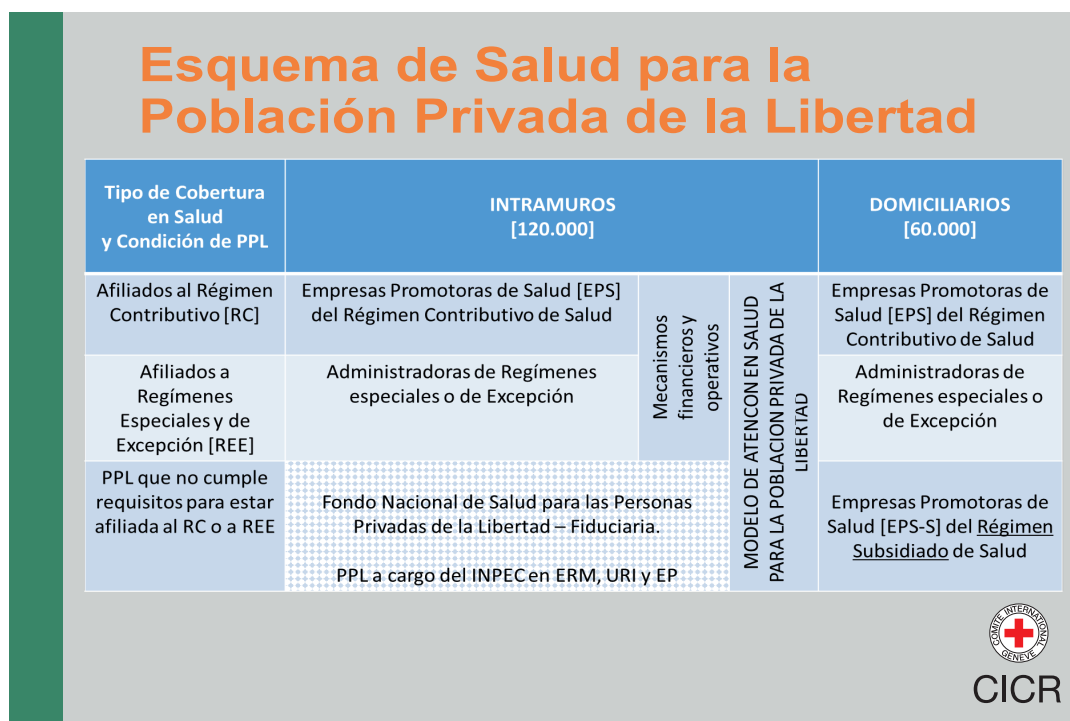 Esquema de Salud para la
Población Privada de la Libertad
Tipo de Cobertura
en Salud
y Condición de PPL
INTRAMUROS
[120.000]
DOMICILIARIOS
[60.000]
Afiliados al Régimen
Contributivo [RC]
Empresas Promotoras de Salud [EPS]
del Régimen Contributivo de Salud
Mecanismos
financieros y
operativos
MODELO DE ATENCON EN SALUD
PARA LA POBLACION PRIVADA DE LA
LIBERTAD
Empresas Promotoras de
Salud [EPS] del Régimen
Contributivo de Salud
Afiliados a
Regímenes
Especiales y de
Excepción [REE]
Administradoras de Regímenes
especiales o de Excepción
Administradoras de
Regímenes especiales o
de Excepción
PPL que no cumple
requisitos para estar
afiliada al RC o a REE
Fondo Nacional de Salud para las Personas
Privadas de la Libertad – Fiduciaria.
PPL a cargo del INPEC en ERM, URI y EP
Empresas Promotoras de
Salud [EPS-S] del Régimen
Subsidiado de Salud
COMITE INTERNATIONAL
GENEVE
CICR